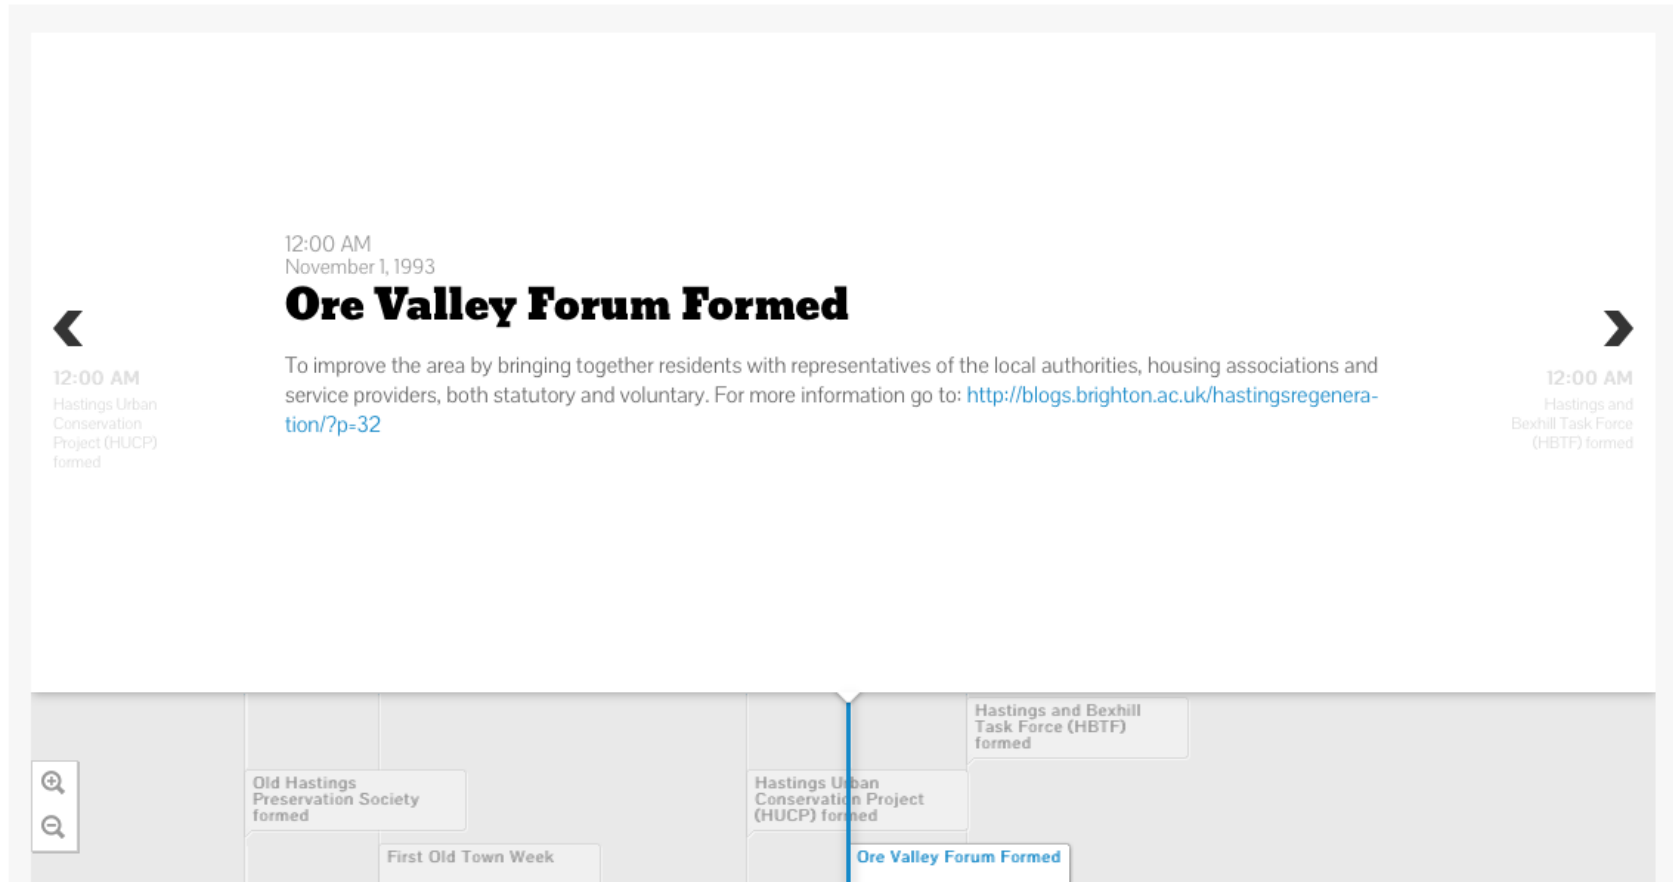 12:00 AM
November 1, 1993
Ore Valley Forum Formed
To improve the area by bringing together residents with representatives of the local authorities, housing associations and
service providers, both statutory and voluntary. For more information go to: http://blogs.brighton.ac.uk/hastingsregenera-
tion/?p=32
12:00 AM
Hastings Urban
Conservation
Project (HUCP)
formed
12:00 AM
Hastings and
Bexhill Task Force
(HBTF) formed
Hastings and Bexhill
Task Force (HBTF)
formed
Old Hastings
Preservation Society
formed
Hastings Urban
Conservation Project
(HUCP) formed
First Old Town Week
Ore Valley Forum Formed